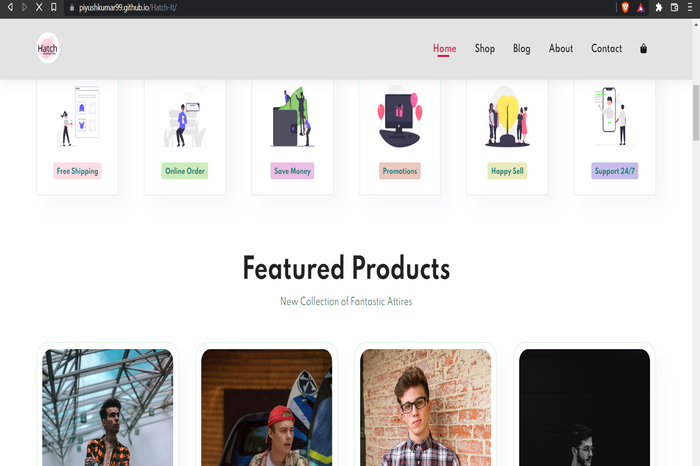 piyushkumar99.github.io/Hatch-It/
Hatch
Home Shop Blog About Contact
Free Shipping Online Order Save Money Promotions Happy Sell Support 24/7
Featured Products
New Collection of Fantastic Attires